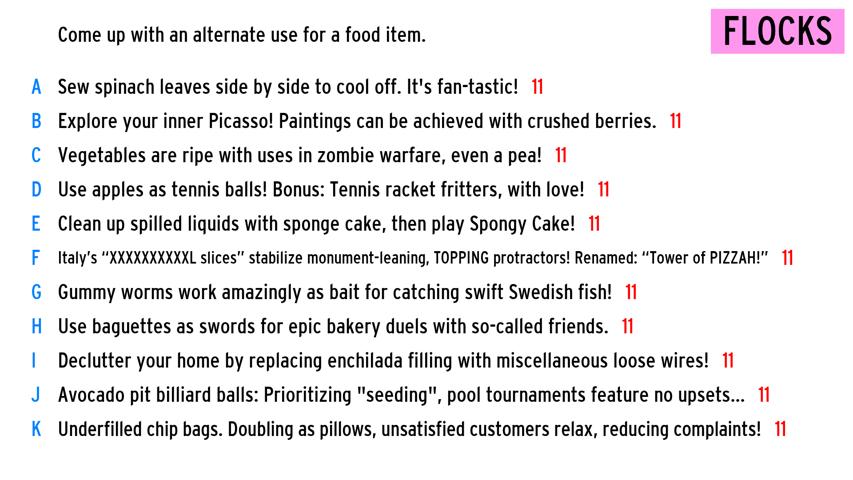 Come up with an alternate use for a food item.
FLOCKS
A Sew spinach leaves side by side to cool off. It's fan-tastic! 11
B Explore your inner Picasso! Paintings can be achieved with crushed berries. 11
C Vegetables are ripe with uses in zombie warfare, even a pea! 11
D Use apples as tennis balls! Bonus: Tennis racket fritters, with love! 11
E Clean up spilled liquids with sponge cake, then play Spongy Cake! 11
F Italy's “XXXXXXXXXXL slices” stabilize monument-leaning, TOPPING protractors! Renamed: “Tower of PIZZAH!” 11
G Gummy worms work amazingly as bait for catching swift Swedish fish! 11
H Use baguettes as swords for epic bakery duels with so-called friends. 11
I Declutter your home by replacing enchilada filling with miscellaneous loose wires! 11
J Avocado pit billiard balls: Prioritizing "seeding", pool tournaments feature no upsets... 11
K Underfilled chip bags. Doubling as pillows, unsatisfied customers relax, reducing complaints! 11